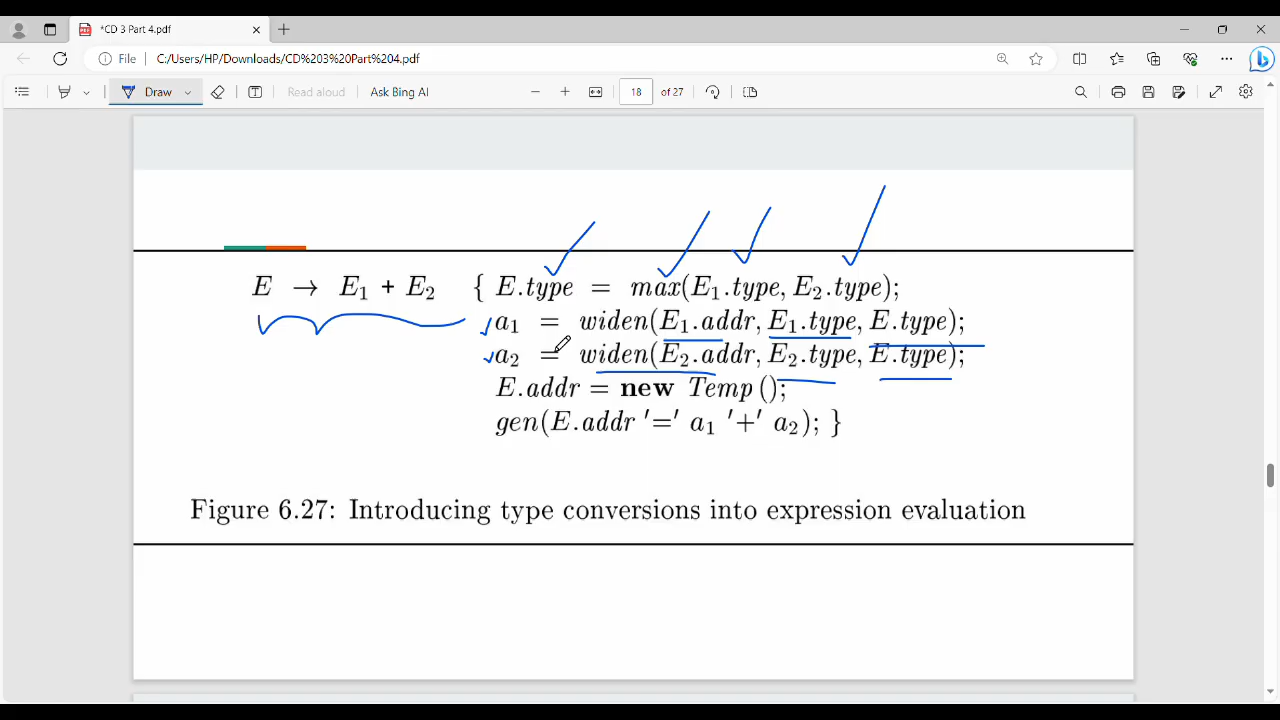 *CD 3 Part 4.pdf
File C:/Users/HP/Downloads/CD%203%20Part%204.pdf
Draw Read aloud Ask Bing AI 18 of 27
E → E₁ + E₂ { E.type = max(E₁.type, E₂.type);
a₁ = widen(E₁.addr, E₁.type, E.type);
a₂ = widen(E₂.addr, E₂.type, E.type);
E.addr = new Temp ();
gen(E.addr '=' a₁ '+' a₂); }
Figure 6.27: Introducing type conversions into expression evaluation